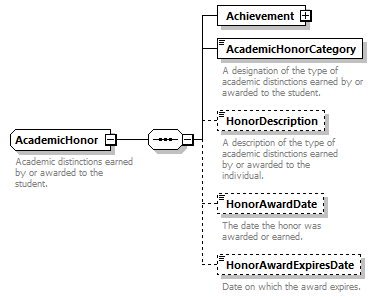 Achievement
AcademicHonorCategory
A designation of the type of
academic distinctions earned by or
awarded to the student.
HonorDescription
A description of the type of
academic distinctions earned
by or awarded to the
individual.
AcademicHonor
Academic distinctions earned
by or awarded to the
student.
HonorAwardDate
The date the honor was
awarded or earned.
HonorAwardExpiresDate
Date on which the award expires.